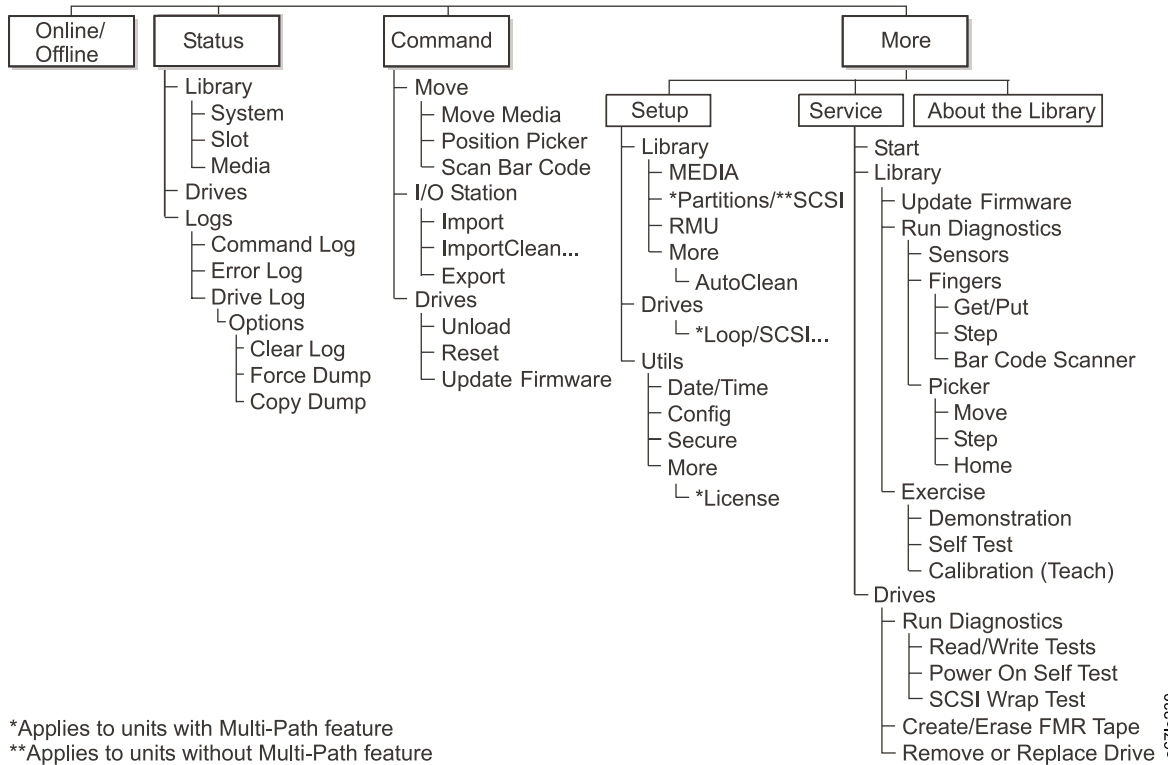 Online/
Offline
Status
Library
System
Slot
Media
Drives
Logs
Command Log
Error Log
Drive Log
Options
Clear Log
Force Dump
Copy Dump
Command
Move
Move Media
Position Picker
Scan Bar Code
I/O Station
Import
ImportClean...
Export
Drives
Unload
Reset
Update Firmware
More
Setup
Library
MEDIA
*Partitions/**SCSI
RMU
More
AutoClean
Drives
*Loop/SCSI...
Utils
Date/Time
Config
Secure
More
*License
Service
Start
Library
Update Firmware
Run Diagnostics
Sensors
Fingers
Get/Put
Step
Bar Code Scanner
Picker
Move
Step
Home
Exercise
Demonstration
Self Test
Calibration (Teach)
Drives
Run Diagnostics
Read/Write Tests
Power On Self Test
SCSI Wrap Test
Create/Erase FMR Tape
Remove or Replace Drive
About the Library
*Applies to units with Multi-Path feature
**Applies to units without Multi-Path feature